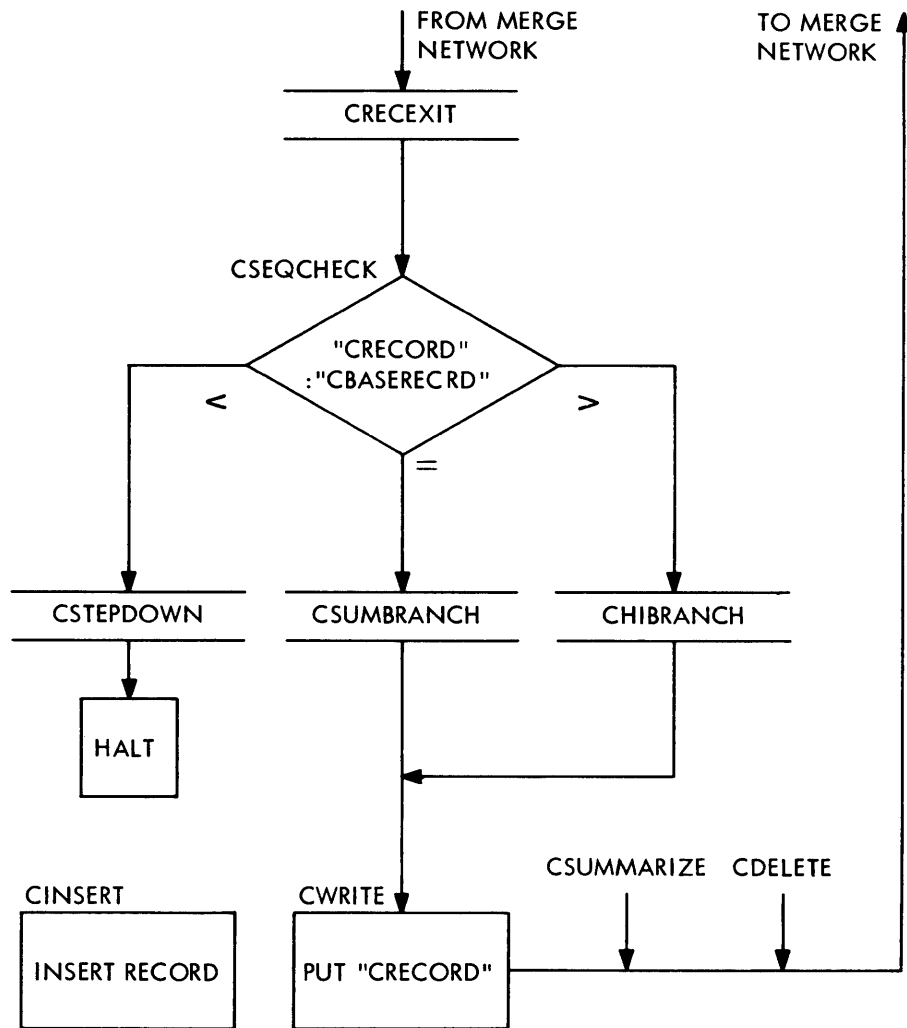 FROM MERGE
NETWORK
TO MERGE
NETWORK
CRECEXIT
CSEQCHECK
"CRECORD"
:"CBASERECRD"
<
>
=
CSTEPDOWN
CSUMBRANCH
CHIBRANCH
HALT
CSUMMARIZE
CDELETE
CINSERT
CWRITE
INSERT RECORD
PUT "CRECORD"